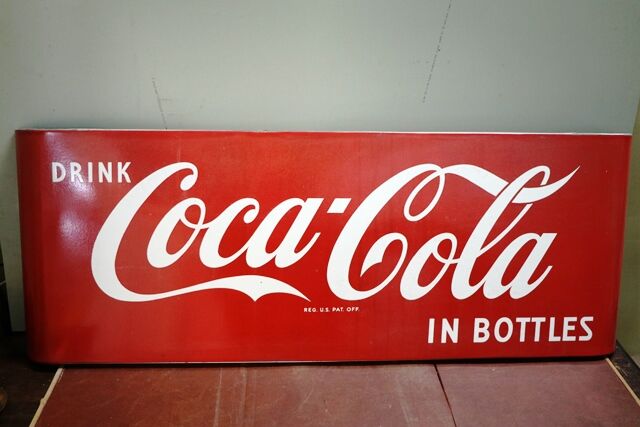 DRINK
Coca-Cola
REG. U.S. PAT. OFF.
IN BOTTLES